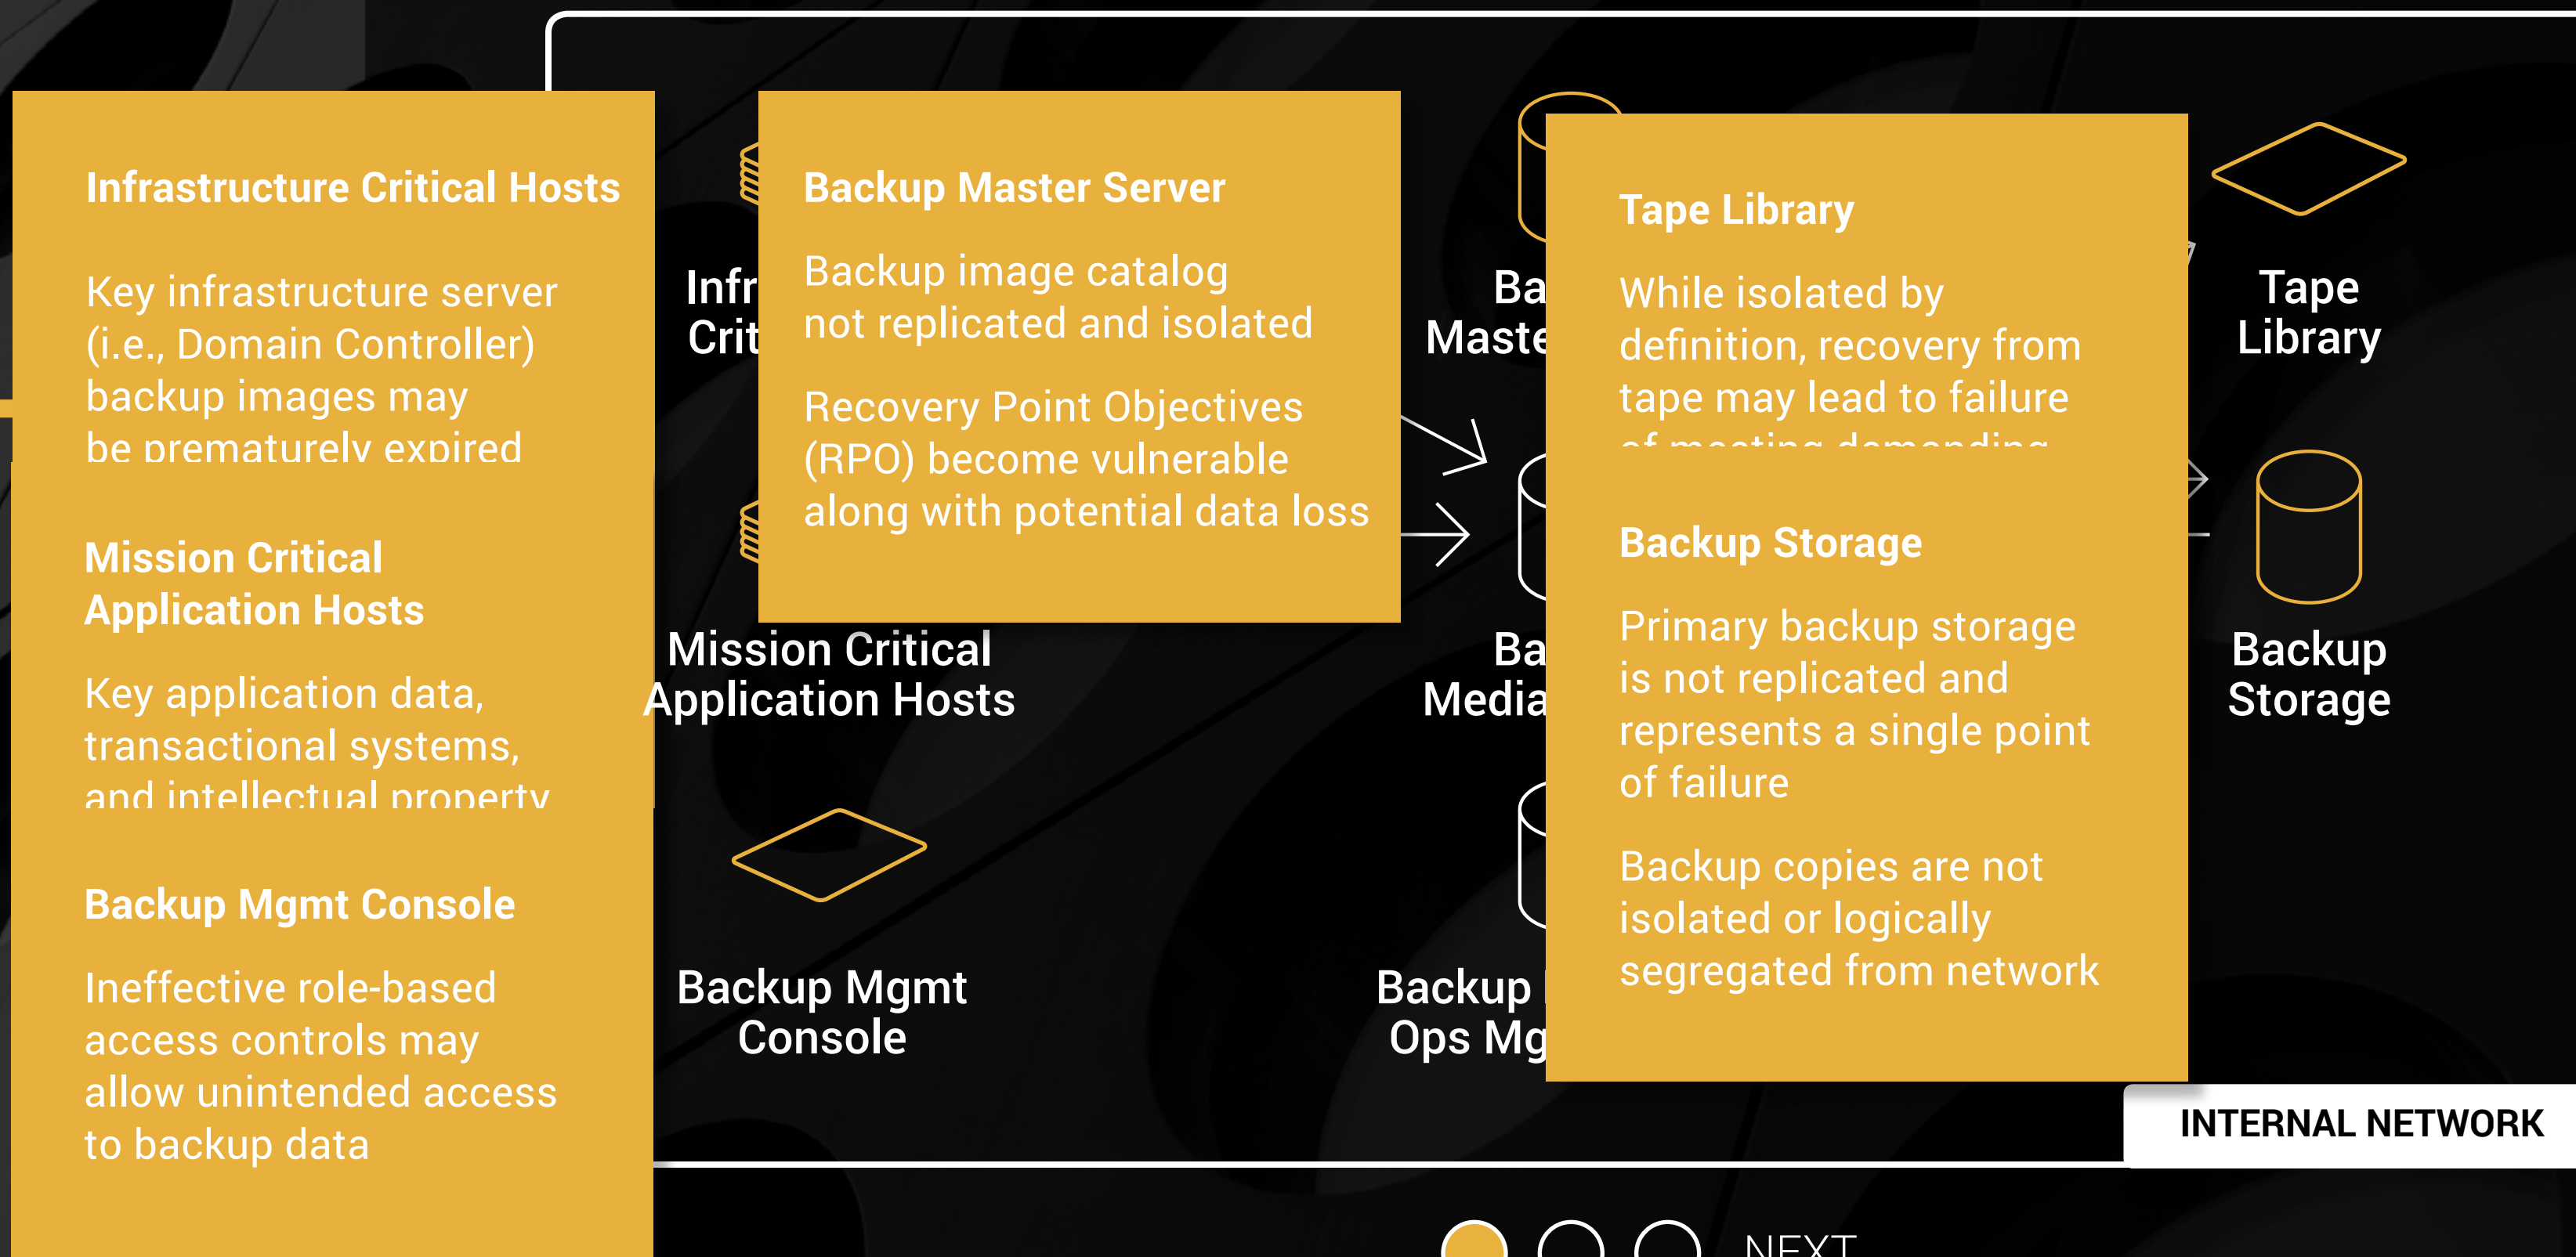 Infrastructure Critical Hosts
Key infrastructure server
(i.e., Domain Controller)
backup images may
be prematurely expired
Mission Critical
Application Hosts
Key application data,
transactional systems,
and intellectual property
Backup Mgmt Console
Ineffective role-based
access controls may
allow unintended access
to backup data
Infr
Crit
Mission Critical
Application Hosts
Backup Mgmt
Console
Backup Master Server
Backup image catalog
not replicated and isolated
Recovery Point Objectives
(RPO) become vulnerable
along with potential data loss
Ba
Maste
Ba
Media
Backup
Ops Mg
Tape Library
While isolated by
definition, recovery from
tape may lead to failure
of meeting demanding
Backup Storage
Primary backup storage
is not replicated and
represents a single point
of failure
Backup copies are not
isolated or logically
segregated from network
Tape
Library
Backup
Storage
INTERNAL NETWORK
NEXT